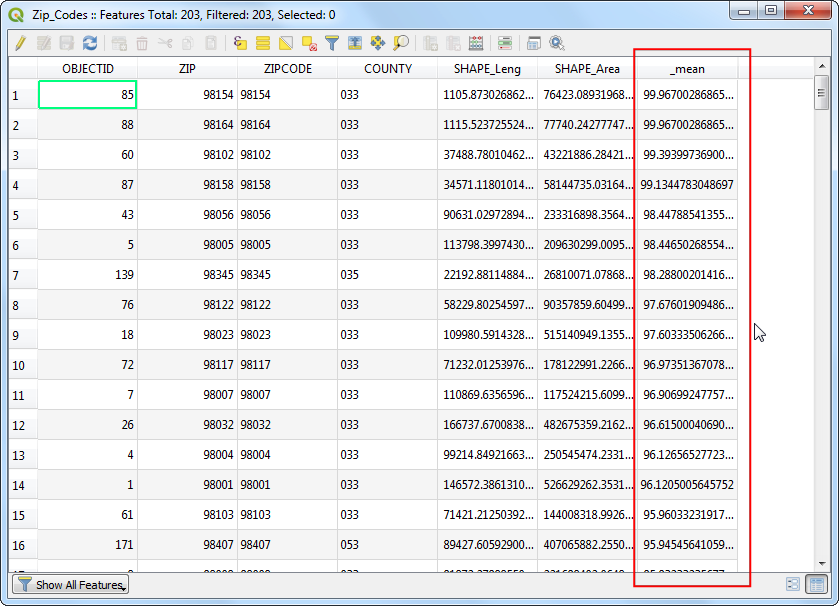 Zip_Codes :: Features Total: 203, Filtered: 203, Selected: 0
OBJECTID ZIP ZIPCODE COUNTY SHAPE_Leng SHAPE_Area _mean
1 85 98154 98154 033 1105.873026862... 76423.08931968... 99.96700286865...
2 88 98164 98164 033 1115.523725524... 77740.24277747... 99.96700286865...
3 60 98102 98102 033 37488.78010462... 43221886.28421... 99.39399736900...
4 87 98158 98158 033 34571.11801014... 58144735.03164... 99.1344783048697
5 43 98056 98056 033 90631.02972894... 233316898.3564... 98.44788541355...
6 5 98005 98005 033 113798.3997430... 209630299.0095... 98.44650268554...
7 139 98345 98345 035 22192.88114884... 26810071.07868... 98.28800201416...
8 76 98122 98122 033 58229.80254597... 90357859.60499... 97.67601909486...
9 18 98023 98023 033 109980.5914328... 515140949.1355... 97.60333506266...
10 72 98117 98117 033 71232.01253976... 178122991.2266... 96.97351367078...
11 7 98007 98007 033 110869.6356596... 117524215.6099... 96.90699247757...
12 26 98032 98032 033 166737.6700838... 482675359.2162... 96.61500040690...
13 4 98004 98004 033 99214.84921663... 250545474.2331... 96.12656527723...
14 1 98001 98001 033 146572.3861310... 526629262.3531... 96.1205005645752
15 61 98103 98103 033 71421.21250392... 144008318.9926... 95.96033231917...
16 171 98407 98407 053 89427.60592900... 407065882.2550... 95.94545641059...
Show All Features